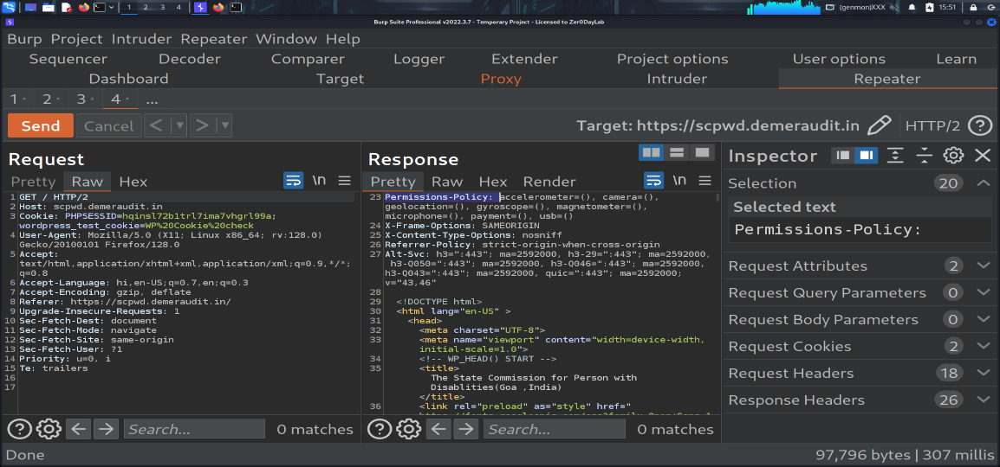 1 2 3 4 (genmon)XXX 15:51
Burp Suite Professional v2022.3.7 - Temporary Project - Licensed to Zer0DayLab
Burp Project Intruder Repeater Window Help
Sequencer Decoder Comparer Logger Extender Project options User options Learn
Dashboard Target Proxy Intruder Repeater
1 × 2 × 3 × 4 × ...
Send Cancel < > Target: https://scpwd.demeraudit.in HTTP/2 ?
Request
Pretty Raw Hex \n
1 GET / HTTP/2
2 Host: scpwd.demeraudit.in
3 Cookie: PHPSESSID=hqinsl72b1trl7ima7vhgrl99a;
wordpress_test_cookie=WP%20Cookie%20check
4 User-Agent: Mozilla/5.0 (X11; Linux x86_64; rv:128.0)
Gecko/20100101 Firefox/128.0
5 Accept:
text/html,application/xhtml+xml,application/xml;q=0.9,*/*;
q=0.8
6 Accept-Language: hi,en-US;q=0.7,en;q=0.3
7 Accept-Encoding: gzip, deflate
8 Referer: https://scpwd.demeraudit.in/
9 Upgrade-Insecure-Requests: 1
10 Sec-Fetch-Dest: document
11 Sec-Fetch-Mode: navigate
12 Sec-Fetch-Site: same-origin
13 Sec-Fetch-User: ?1
14 Priority: u=0, i
15 Te: trailers
16
17
? Search... 0 matches
Response
Pretty Raw Hex Render \n
23 Permissions-Policy: accelerometer=(), camera=(),
geolocation=(), gyroscope=(), magnetometer=(),
microphone=(), payment=(), usb=()
24 X-Frame-Options: SAMEORIGIN
25 X-Content-Type-Options: nosniff
26 Referrer-Policy: strict-origin-when-cross-origin
27 Alt-Svc: h3=":443"; ma=2592000, h3-29=":443"; ma=2592000,
h3-Q050=":443"; ma=2592000, h3-Q046=":443"; ma=2592000,
h3-Q043=":443"; ma=2592000, quic=":443"; ma=2592000;
v="43,46"
28
29 <!DOCTYPE html>
30 <html lang="en-US" >
31 <head>
32 <meta charset="UTF-8">
33 <meta name="viewport" content="width=device-width,
initial-scale=1.0">
34 <!-- WP_HEAD() START -->
35 <title>
The State Commission for Person with
Disablities(Goa ,India)
</title>
36 <link rel="preload" as="style" href="
? Search... 0 matches
Inspector
Selection 20
Selected text
Permissions-Policy:
Request Attributes 2
Request Query Parameters 0
Request Body Parameters 0
Request Cookies 2
Request Headers 18
Response Headers 26
Done 97,796 bytes | 307 millis